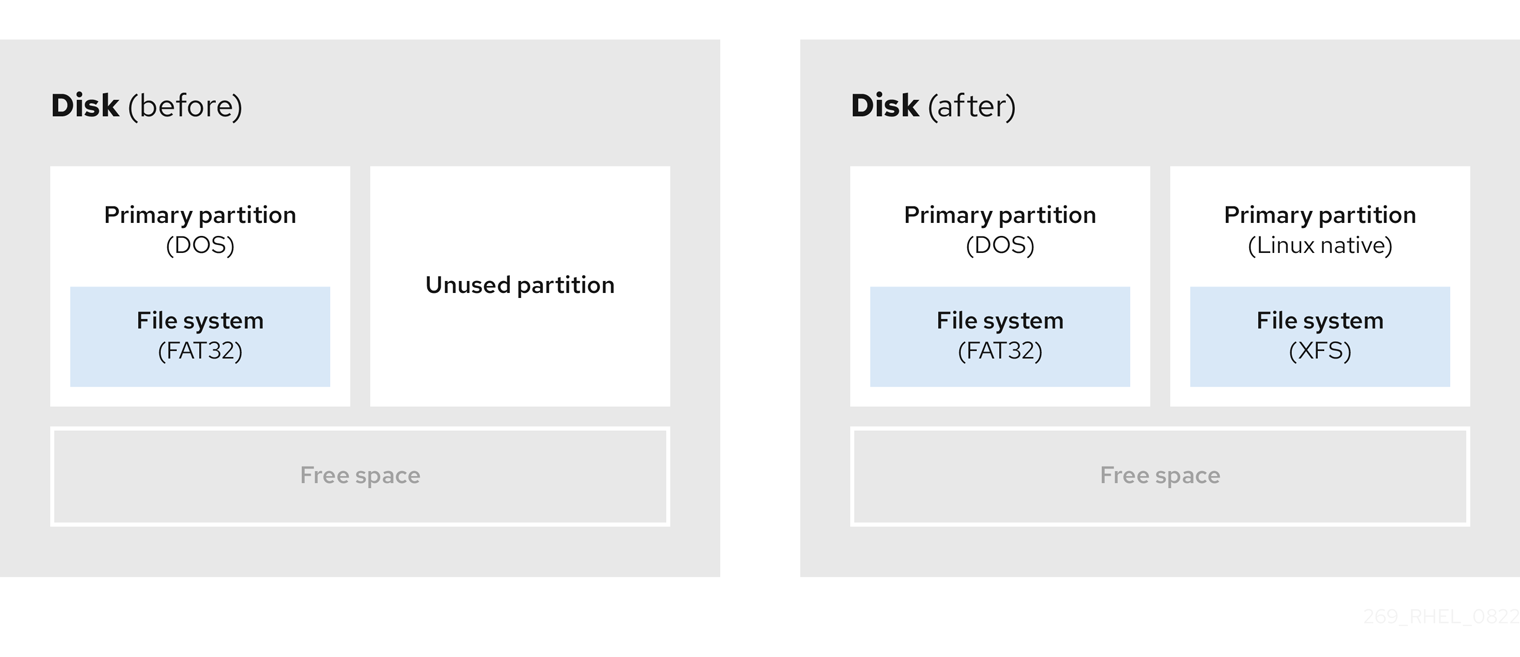 Disk (before)
Primary partition
(DOS)
File system
(FAT32)
Unused partition
Free space
Disk (after)
Primary partition
(DOS)
File system
(FAT32)
Primary partition
(Linux native)
File system
(XFS)
Free space
269_RHEL_0822